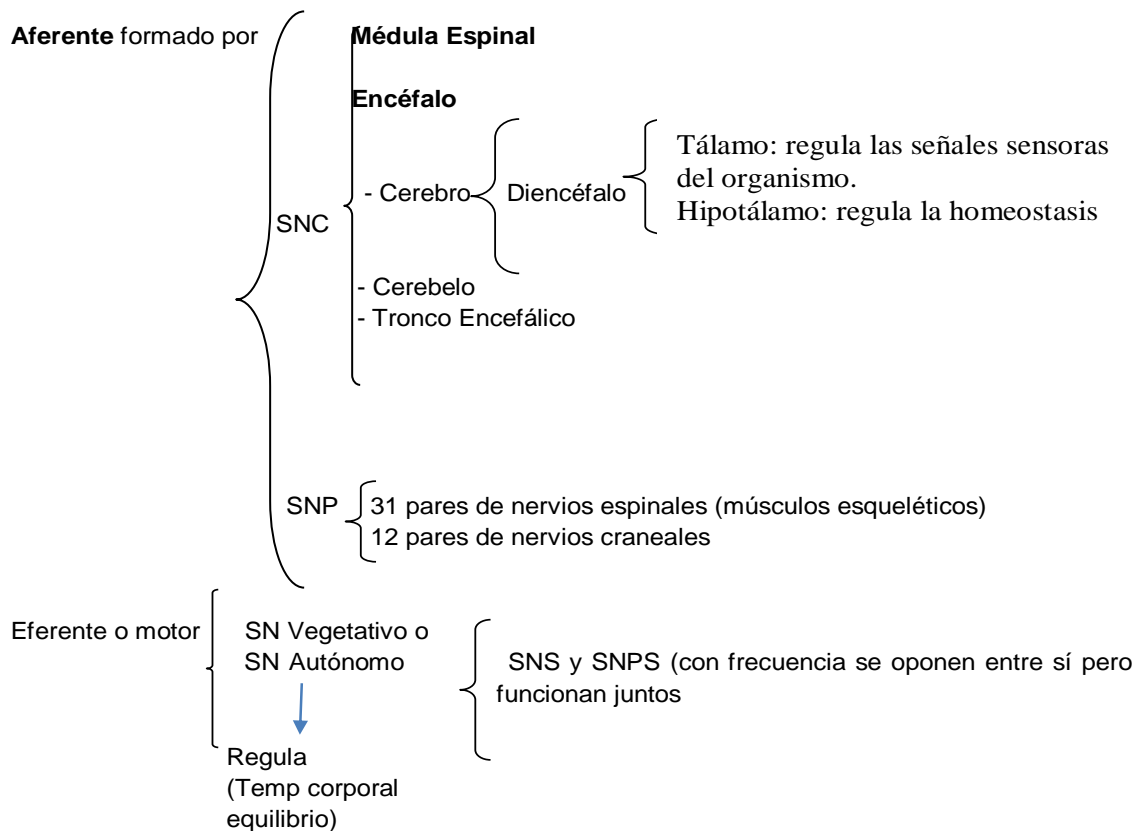 Aferente formado por
Médula Espinal
Encéfalo
- Cerebro
Diencéfalo
Tálamo: regula las señales sensoras
del organismo.
Hipotálamo: regula la homeostasis
SNC
- Cerebelo
- Tronco Encefálico
SNP
31 pares de nervios espinales (músculos esqueléticos)
12 pares de nervios craneales
Eferente o motor
SN Vegetativo o
SN Autónomo
SNS y SNPS (con frecuencia se oponen entre sí pero
funcionan juntos
Regula
(Temp corporal
equilibrio)